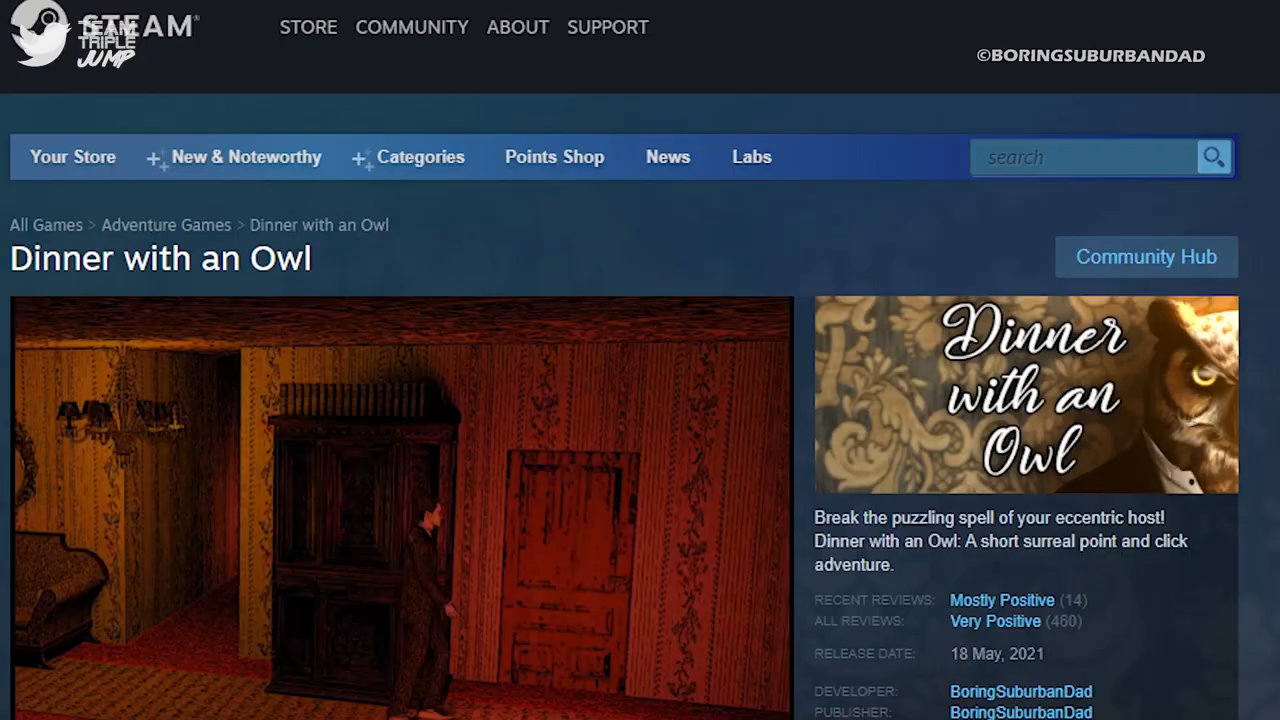 STEAM®
TEAM
TRIPLE
JUMP
STORE COMMUNITY ABOUT SUPPORT
©BORINGSUBURBANDAD
Your Store New & Noteworthy Categories Points Shop News Labs search
All Games > Adventure Games > Dinner with an Owl
Dinner with an Owl
Community Hub
Dinner
with an
Owl
Break the puzzling spell of your eccentric host!
Dinner with an Owl: A short surreal point and click
adventure.
RECENT REVIEWS: Mostly Positive (14)
ALL REVIEWS: Very Positive (460)
RELEASE DATE: 18 May, 2021
DEVELOPER: BoringSuburbanDad
PUBLISHER: BoringSuburbanDad